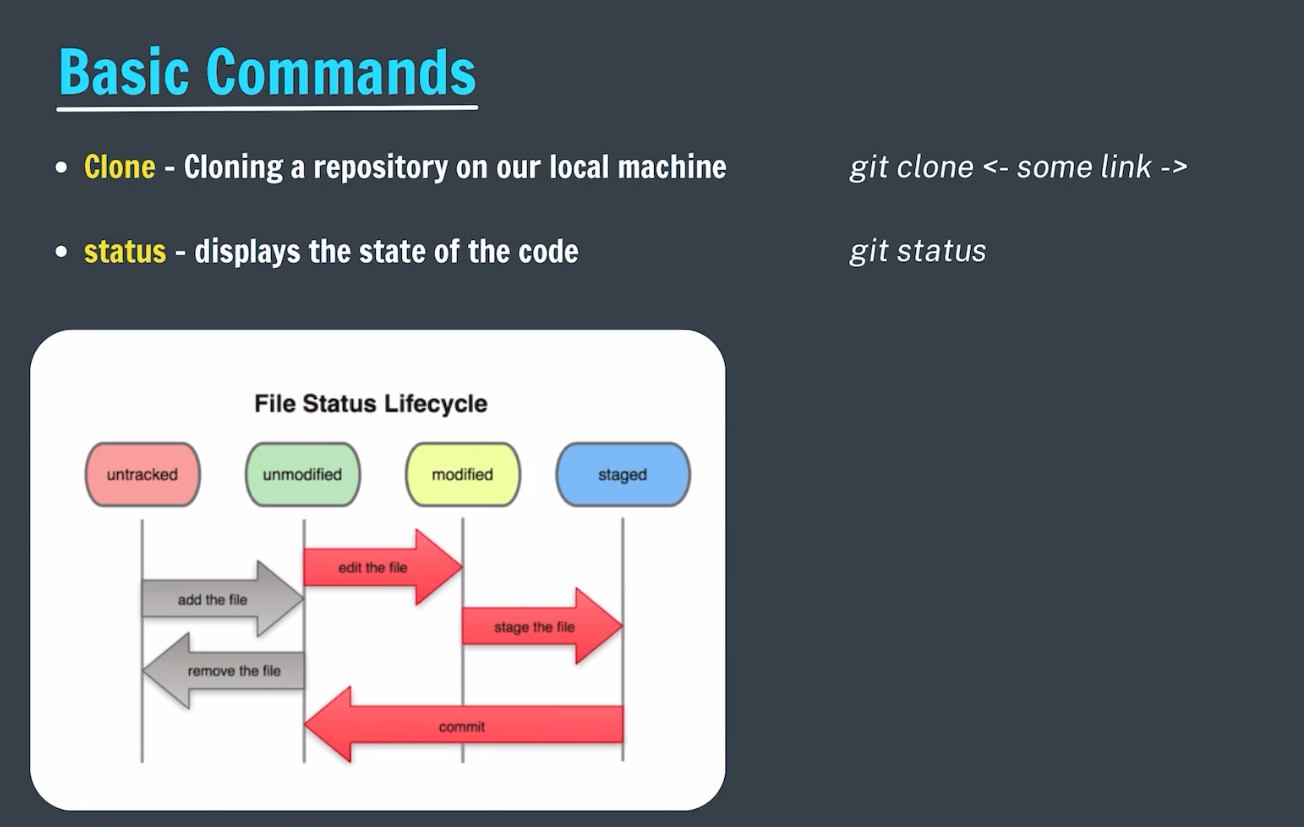 Basic Commands
• Clone - Cloning a repository on our local machine
git clone <- some link ->
• status - displays the state of the code
git status
File Status Lifecycle
untracked
unmodified
modified
staged
edit the file
add the file
stage the file
remove the file
commit